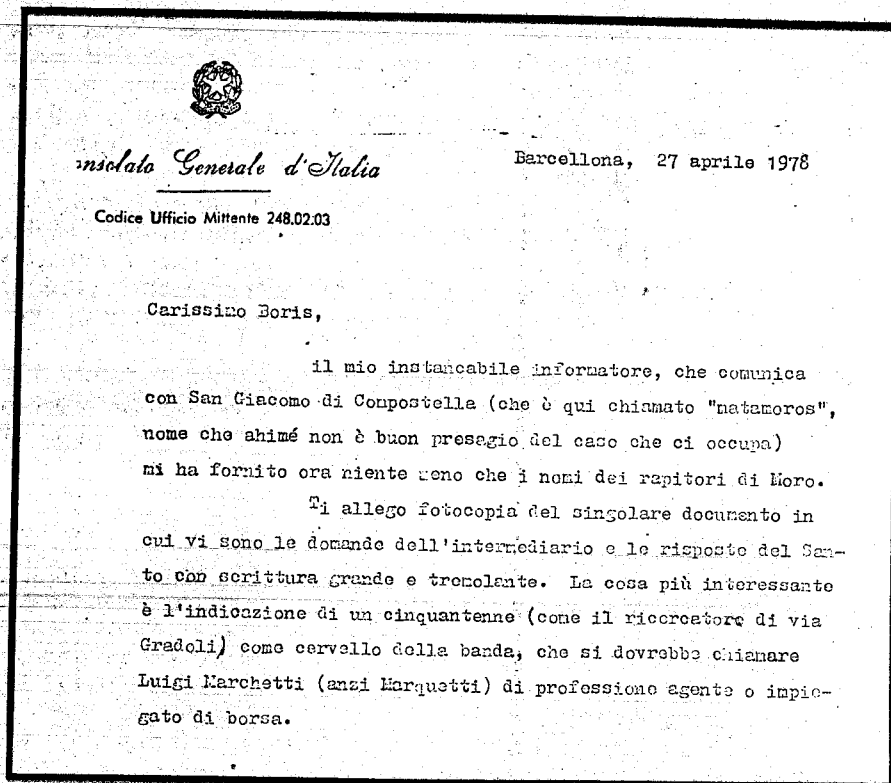 Consolato Generale d'Italia
Barcellona, 27 aprile 1978
Codice Ufficio Mittente 248.02.03
Carissimo Boris,
il mio instancabile informatore, che comunica
con San Giacomo di Compostella (che è qui chiamato "matamoros",
nome che ahimé non è buon presagio del caso che ci occupa)
mi ha fornito ora niente meno che i nomi dei rapitori di Moro.
Ti allego fotocopia del singolare documento in
cui vi sono le domande dell'intermediario e le risposte del San-
to con scrittura grande e tremolante. La cosa più interessante
è l'indicazione di un cinquantenne (come il ricercatore di via
Gradoli) come cervello della banda, che si dovrebbe chiamare
Luigi Marchetti (anzi Marquetti) di professione agente o impie-
gato di borsa.